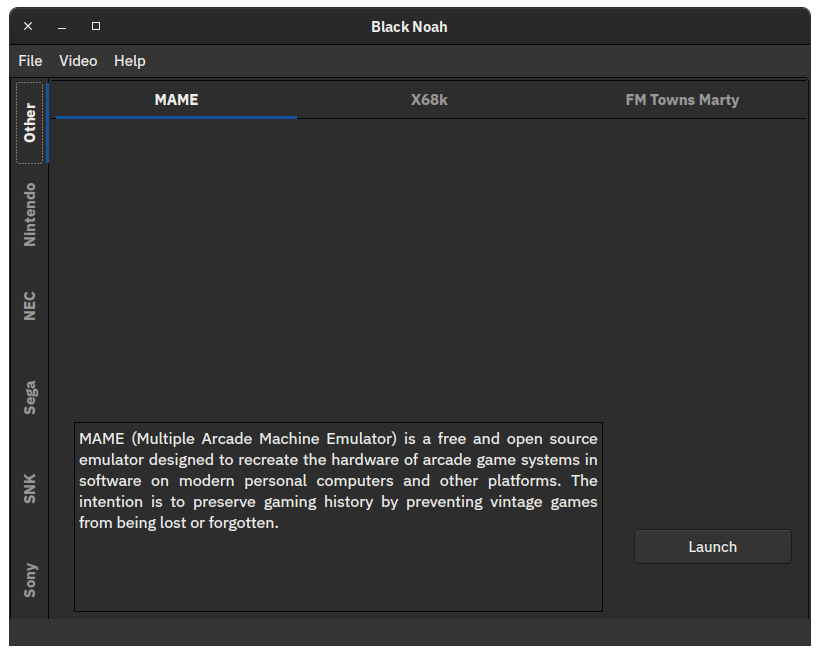 Black Noah
File Video Help
MAME X68k FM Towns Marty
Other
Nintendo
NEC
Sega
SNK
Sony
MAME (Multiple Arcade Machine Emulator) is a free and open source
emulator designed to recreate the hardware of arcade game systems in
software on modern personal computers and other platforms. The
intention is to preserve gaming history by preventing vintage games
from being lost or forgotten.
Launch